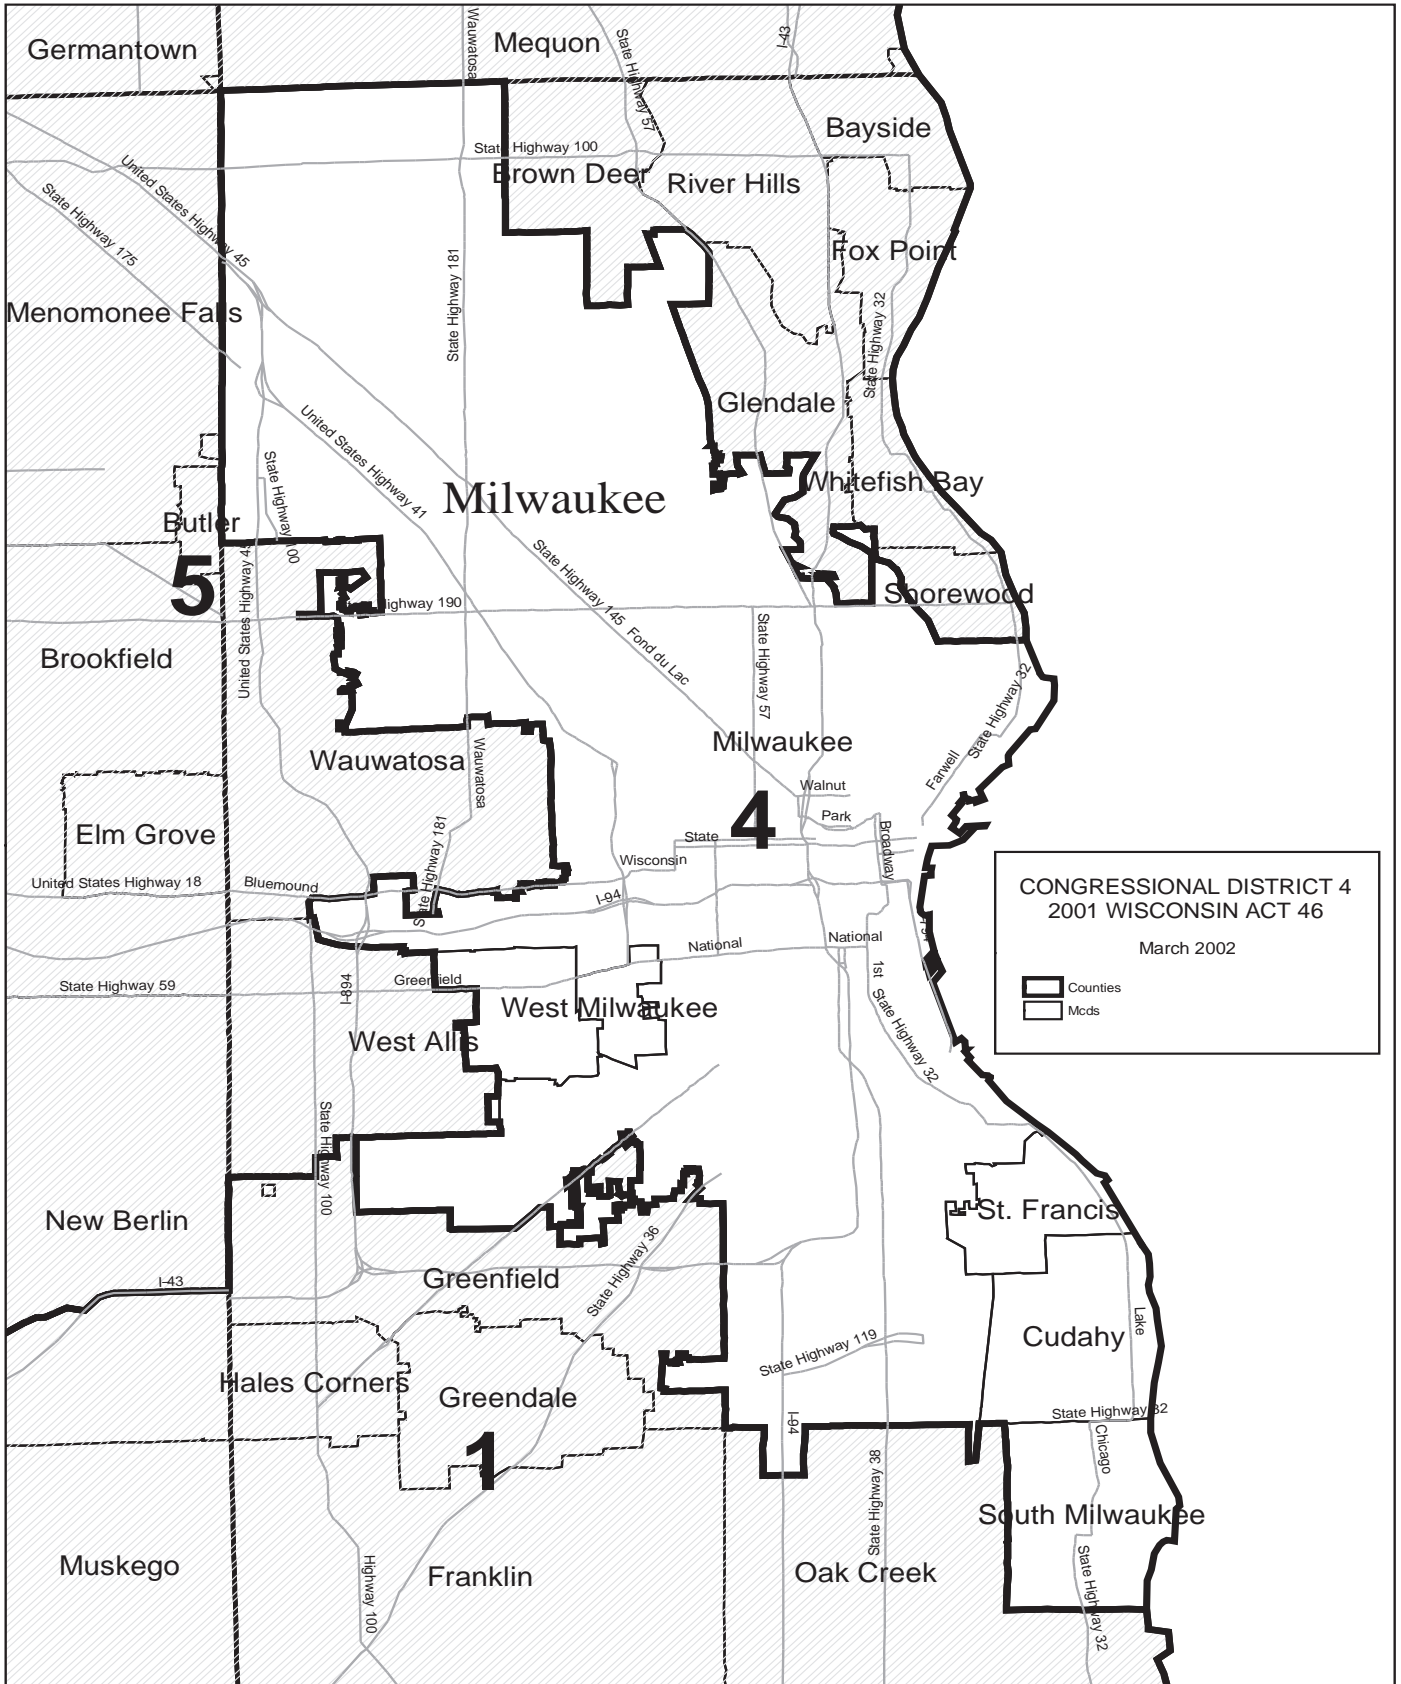 Germantown
Mequon
Wauwatosa
State Highway 57
I-43
Bayside
State Highway 100
Brown Deer
River Hills
United States Highway 45
State Highway 175
State Highway 181
Fox Point
Menomonee Falls
State Highway 32
Glendale
United States Highway 41
State Highway 100
Milwaukee
Whitefish Bay
Butler
5
State Highway 145 Fond du Lac
Shorewood
Highway 190
United States Highway 45
State Highway 57
Brookfield
State Highway 32
Milwaukee
Wauwatosa
Wauwatosa
Farwell
Walnut
4
Park
Elm Grove
State
Broadway
State Highway 181
Wisconsin
United States Highway 18
Bluemound
I-94
CONGRESSIONAL DISTRICT 4
2001 WISCONSIN ACT 46
March 2002
Counties
Mcds
National
National
I-94
State Highway 59
I-894
Greenfield
1st
West Milwaukee
State Highway 32
West Allis
State Highway 100
New Berlin
St. Francis
State Highway 36
I-43
Greenfield
Lake
Cudahy
State Highway 119
Hales Corners
Greendale
State Highway 32
I-94
Chicago
1
State Highway 38
South Milwaukee
Muskego
Franklin
Oak Creek
Highway 100
State Highway 32